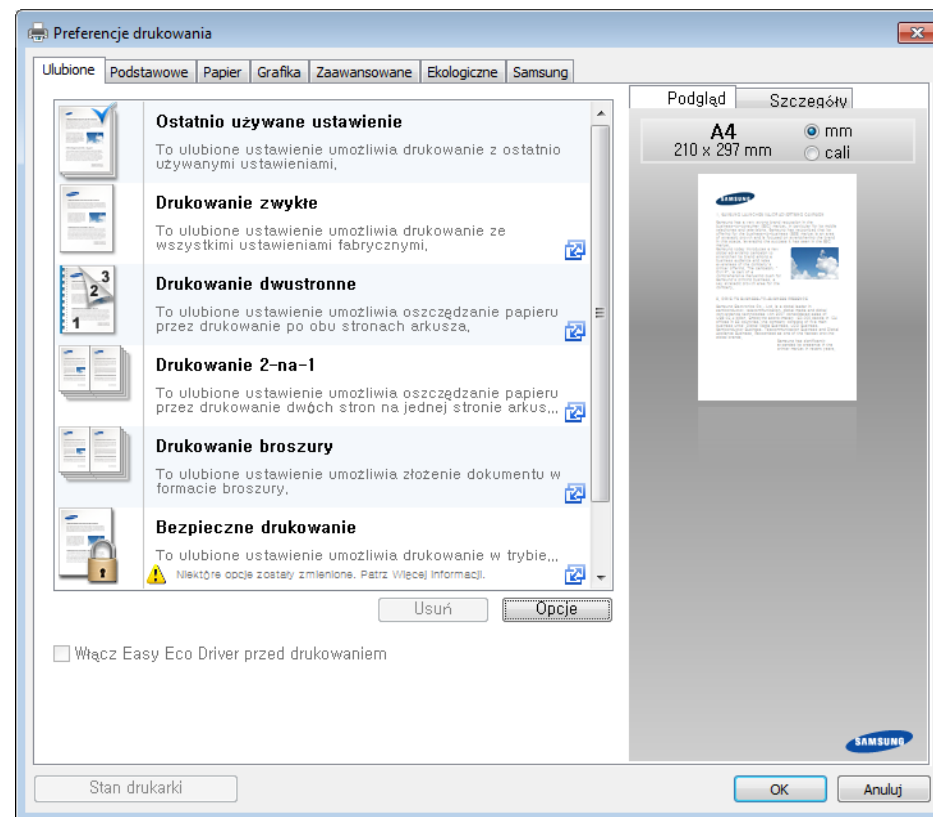 Preferencje drukowania
Ulubione Podstawowe Papier Grafika Zaawansowane Ekologiczne Samsung
Ostatnio używane ustawienie
To ulubione ustawienie umożliwia drukowanie z ostatnio
używanymi ustawieniami,
Drukowanie zwykłe
To ulubione ustawienie umożliwia drukowanie ze
wszystkimi ustawieniami fabrycznymi,
Drukowanie dwustronne
To ulubione ustawienie umożliwia oszczędzanie papieru
przez drukowanie po obu stronach arkusza,
1 2 3
Drukowanie 2-na-1
To ulubione ustawienie umożliwia oszczędzanie papieru
przez drukowanie dwóch stron na jednej stronie arkus,,,
Drukowanie broszury
To ulubione ustawienie umożliwia złożenie dokumentu w
formacie broszury,
Bezpieczne drukowanie
To ulubione ustawienie umożliwia drukowanie w trybie,,,
Niektóre opcje zostały zmienione. Patrz Więcej informacji.
Usuń Opcje
Włącz Easy Eco Driver przed drukowaniem
Podgląd Szczegóły
A4
210 x 297 mm
mm
cali
SAMSUNG
SAMSUNG
Stan drukarki OK Anuluj